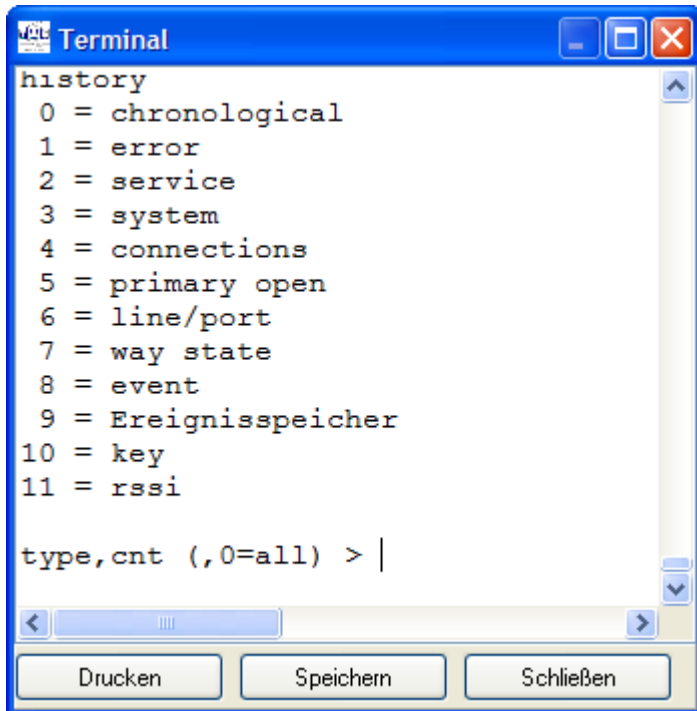 Terminal
history
0 = chronological
1 = error
2 = service
3 = system
4 = connections
5 = primary open
6 = line/port
7 = way state
8 = event
9 = Ereignisspeicher
10 = key
11 = rssi
type,cnt (,0=all) >
Drucken Speichern Schließen